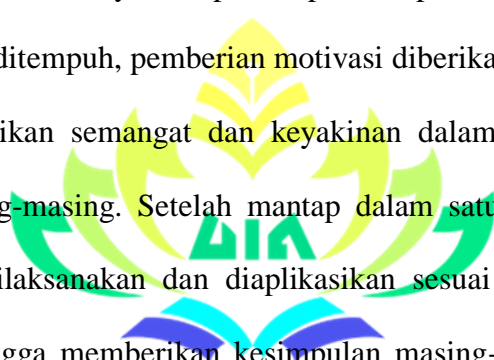 ditempuh, pemberian motivasi diberika
ikan semangat dan keyakinan dalam
g-masing. Setelah mantap dalam satu
ilaksanakan dan diaplikasikan sesuai
gga memberikan kesimpulan masing-